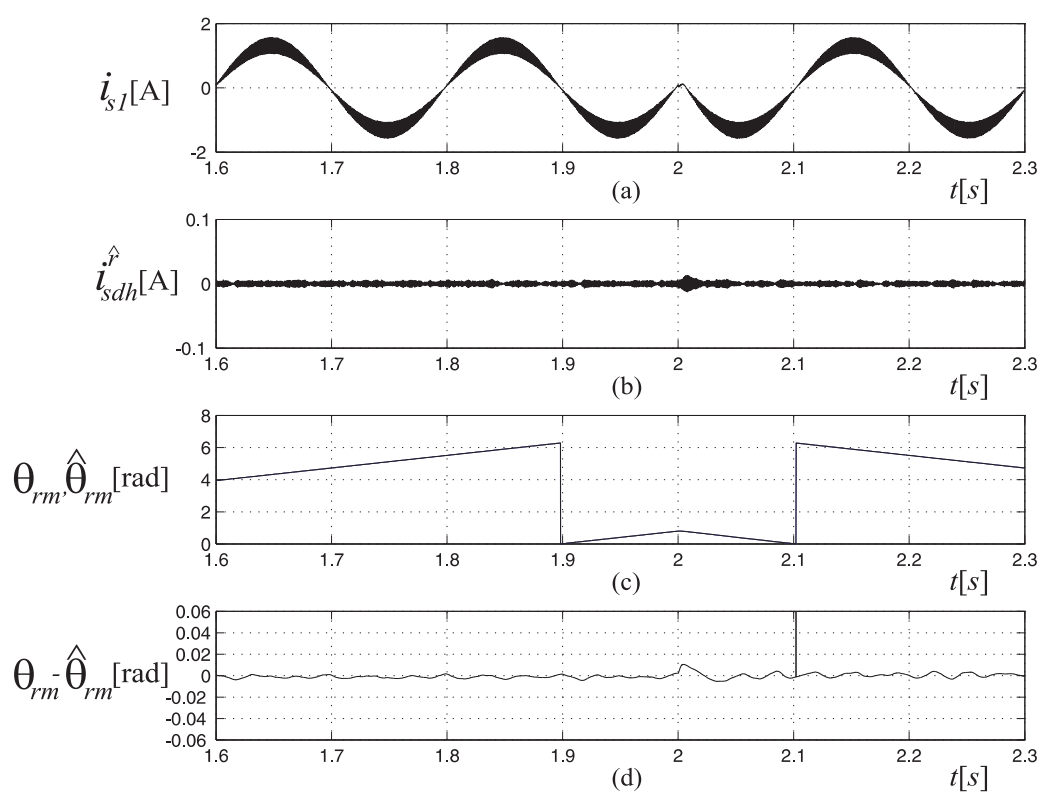 2
i_{s1}[A]
0
-2
1.6 1.7 1.8 1.9 2 2.1 2.2 2.3
(a) t[s]
0.1
i^{r̂}_{sdh}[A]
0
-0.1
1.6 1.7 1.8 1.9 2 2.1 2.2 2.3
(b) t[s]
8
6
θ_{rm}, θ̂_{rm}[rad]
4
2
0
1.6 1.7 1.8 1.9 2 2.1 2.2 2.3
(c) t[s]
0.06
0.04
0.02
θ_{rm}-θ̂_{rm}[rad]
0
-0.02
-0.04
-0.06
1.6 1.7 1.8 1.9 2 2.1 2.2 2.3
(d) t[s]